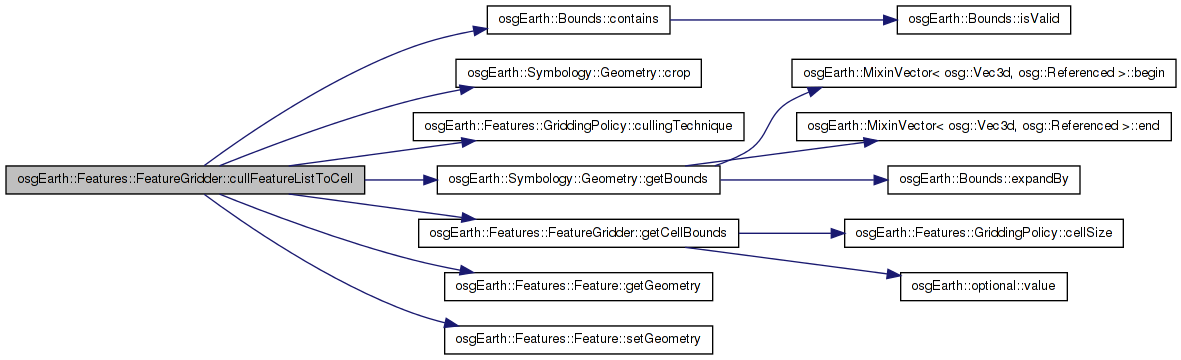 osgEarth::Features::FeatureGridder::cullFeatureListToCell
osgEarth::Bounds::contains
osgEarth::Bounds::isValid
osgEarth::Symbology::Geometry::crop
osgEarth::Features::GriddingPolicy::cullingTechnique
osgEarth::Symbology::Geometry::getBounds
osgEarth::MixinVector< osg::Vec3d, osg::Referenced >::begin
osgEarth::MixinVector< osg::Vec3d, osg::Referenced >::end
osgEarth::Bounds::expandBy
osgEarth::Features::FeatureGridder::getCellBounds
osgEarth::Features::GriddingPolicy::cellSize
osgEarth::optional::value
osgEarth::Features::Feature::getGeometry
osgEarth::Features::Feature::setGeometry